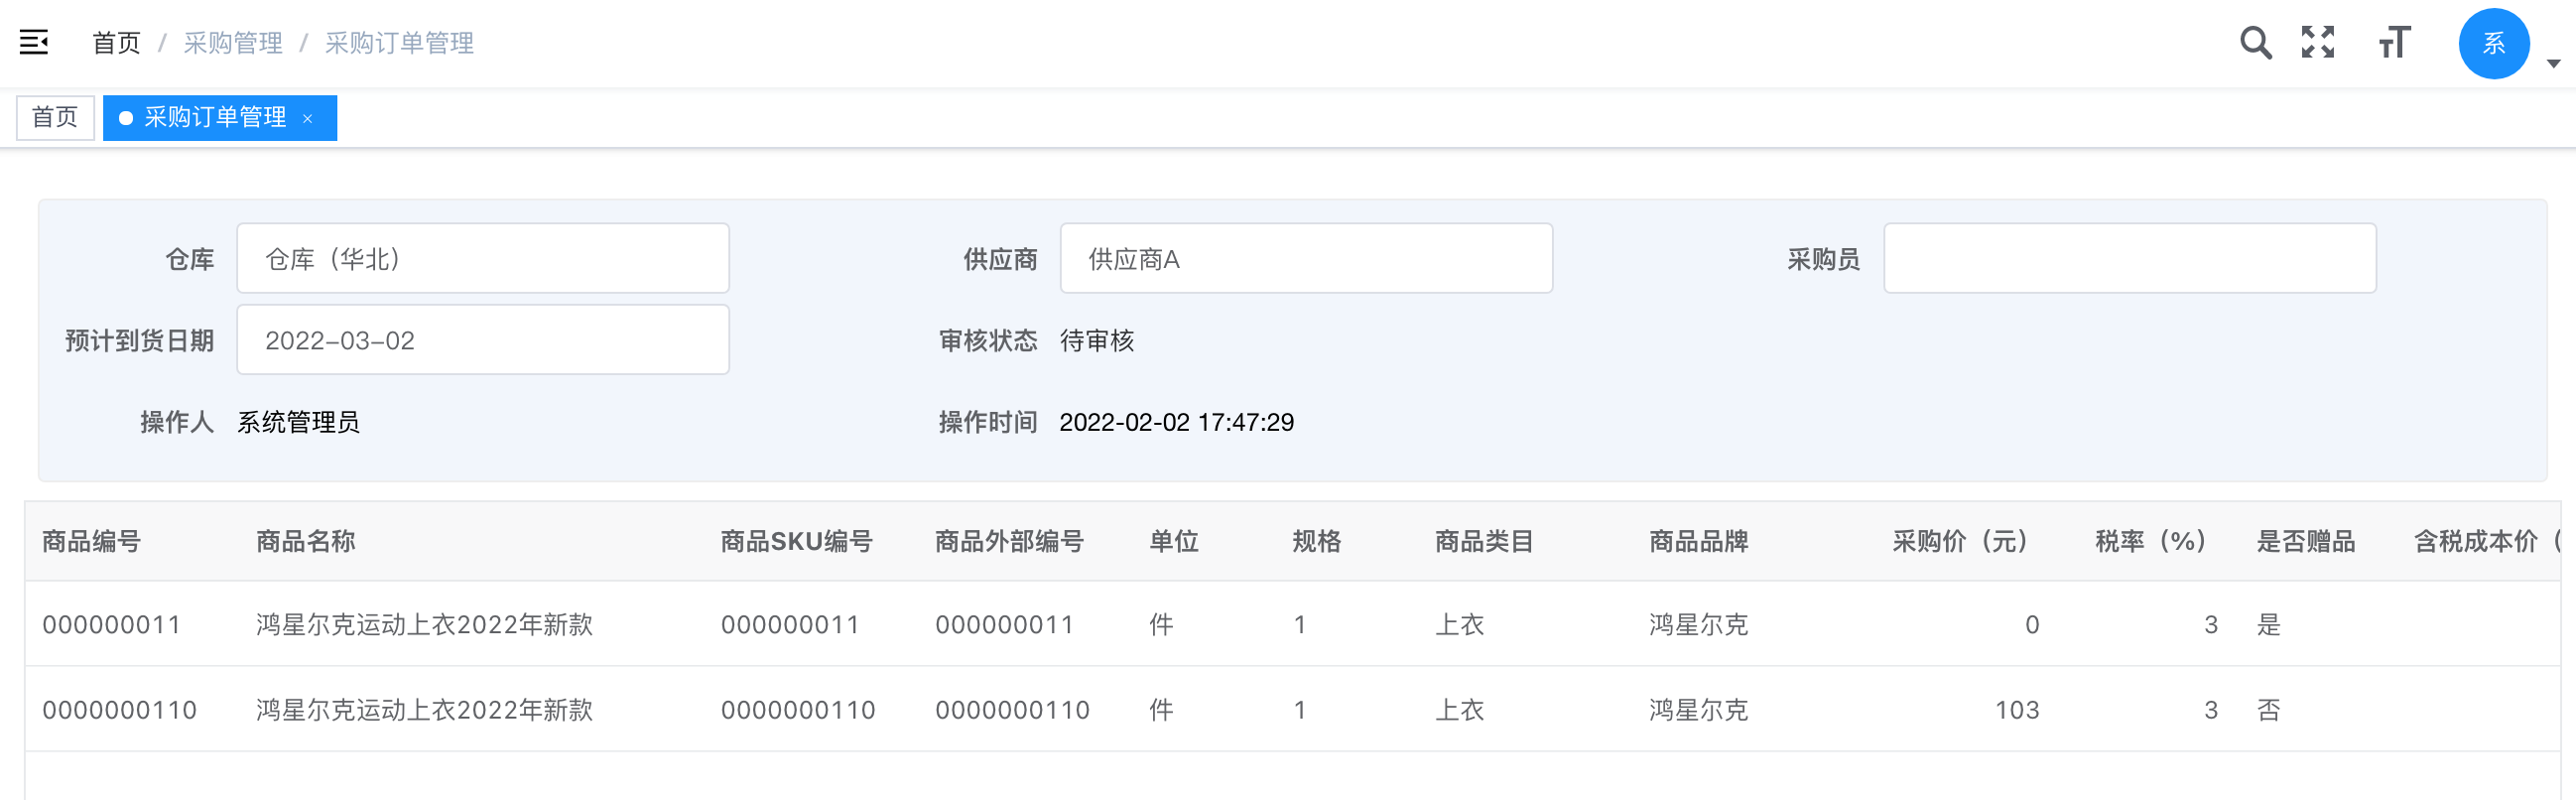 首页 / 采购管理 / 采购订单管理 系
首页 采购订单管理 ×
仓库 仓库（华北） 供应商 供应商A 采购员
预计到货日期 2022-03-02 审核状态 待审核
操作人 系统管理员 操作时间 2022-02-02 17:47:29
商品编号 商品名称 商品SKU编号 商品外部编号 单位 规格 商品类目 商品品牌 采购价（元） 税率（%） 是否赠品 含税成本价（
000000011 鸿星尔克运动上衣2022年新款 000000011 000000011 件 1 上衣 鸿星尔克 0 3 是
0000000110 鸿星尔克运动上衣2022年新款 0000000110 0000000110 件 1 上衣 鸿星尔克 103 3 否